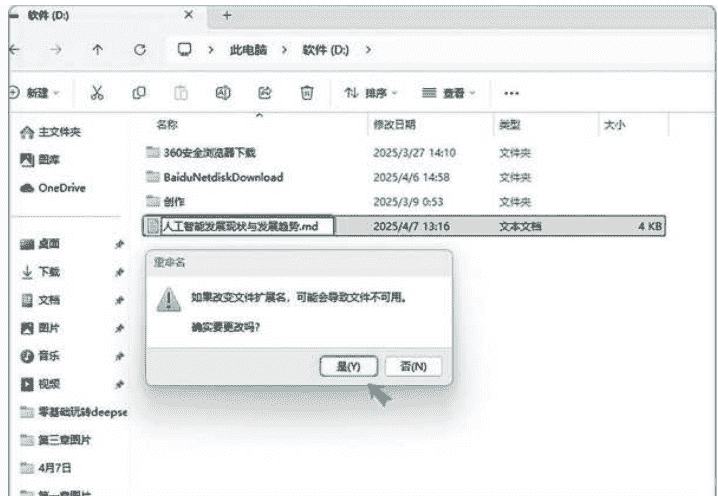 软件 (D:)
此电脑 软件 (D:)
新建 排序 查看
名称 修改日期 类型 大小
主文件夹
图库
OneDrive
桌面
下载
文档
图片
音乐
视频
零基础玩转deepse
第三章图片
4月7日
第一章图片
360安全浏览器下载 2025/3/27 14:10 文件夹
BaiduNetdiskDownload 2025/4/6 14:58 文件夹
创作 2025/3/9 0:53 文件夹
人工智能发展现状与发展趋势.md 2025/4/7 13:16 文本文档 4 KB
重命名
如果改变文件扩展名，可能会导致文件不可用。
确实要更改吗?
是(Y) 否(N)